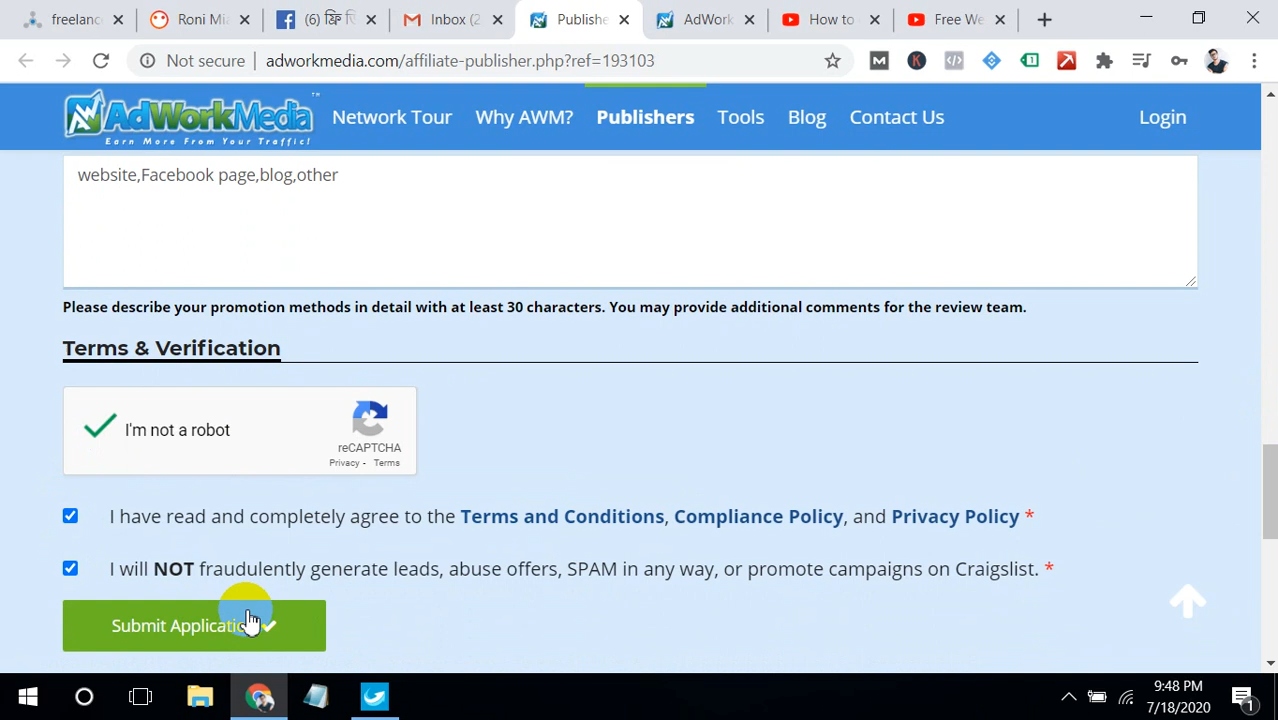 freelanc
Roni Mia
(6) ফ্রি ভি
Inbox (2
Publishe
AdWork
How to
Free We
Not secure
adworkmedia.com/affiliate-publisher.php?ref=193103
AdWorkMedia™
Earn More From Your Traffic!
Network Tour
Why AWM?
Publishers
Tools
Blog
Contact Us
Login
website,Facebook page,blog,other
Please describe your promotion methods in detail with at least 30 characters. You may provide additional comments for the review team.
Terms & Verification
I'm not a robot
reCAPTCHA
Privacy - Terms
I have read and completely agree to the Terms and Conditions, Compliance Policy, and Privacy Policy *
I will NOT fraudulently generate leads, abuse offers, SPAM in any way, or promote campaigns on Craigslist. *
Submit Application
9:48 PM
7/18/2020
1